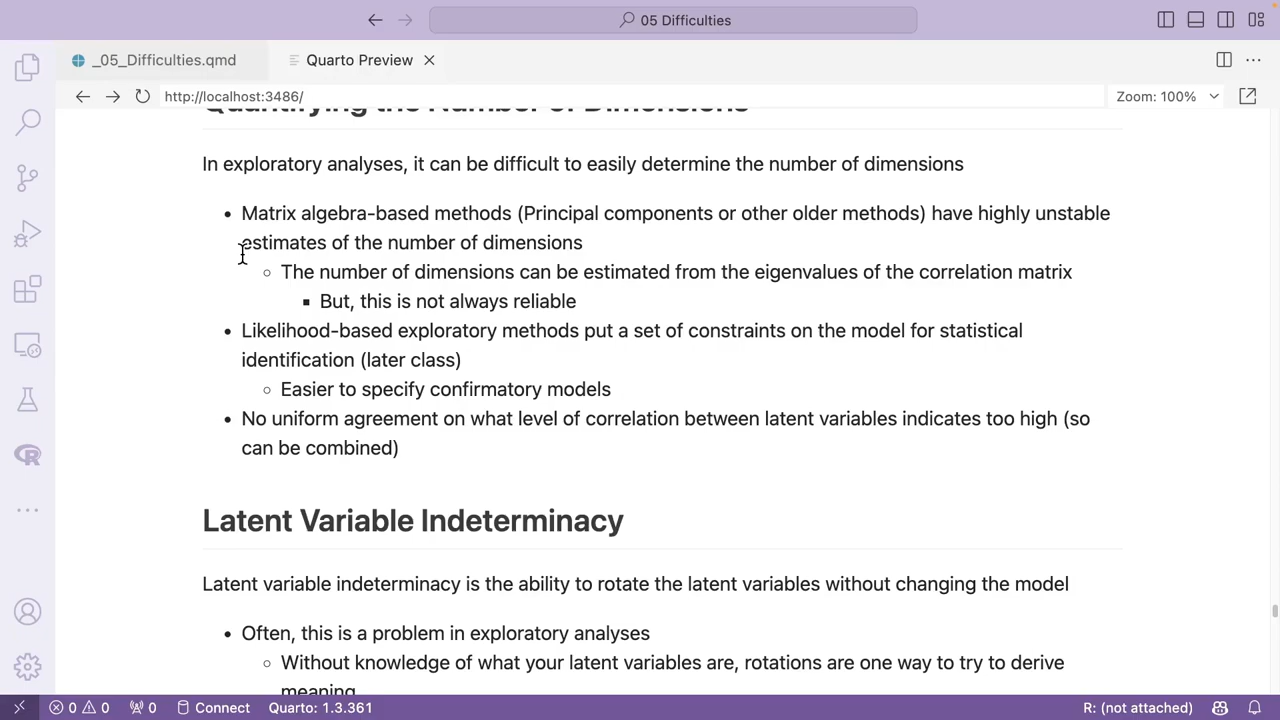 05 Difficulties
_05_Difficulties.qmd
Quarto Preview
http://localhost:3486/
Zoom: 100%
Quantifying the Number of Dimensions
In exploratory analyses, it can be difficult to easily determine the number of dimensions
• Matrix algebra-based methods (Principal components or other older methods) have highly unstable
estimates of the number of dimensions
◦ The number of dimensions can be estimated from the eigenvalues of the correlation matrix
▪ But, this is not always reliable
• Likelihood-based exploratory methods put a set of constraints on the model for statistical
identification (later class)
◦ Easier to specify confirmatory models
• No uniform agreement on what level of correlation between latent variables indicates too high (so
can be combined)
Latent Variable Indeterminacy
Latent variable indeterminacy is the ability to rotate the latent variables without changing the model
• Often, this is a problem in exploratory analyses
◦ Without knowledge of what your latent variables are, rotations are one way to try to derive
meaning
0 0 0 Connect Quarto: 1.3.361 R: (not attached)